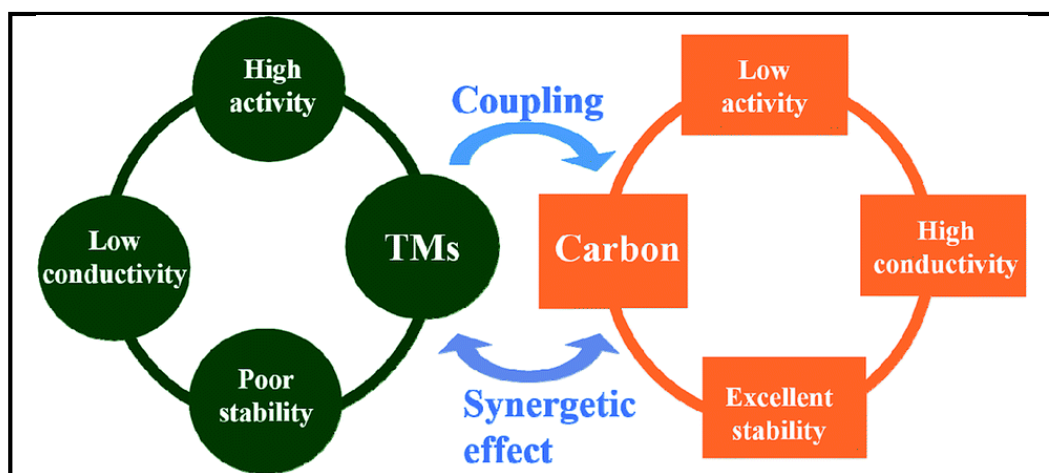 High
activity
Low
conductivity
TMs
Poor
stability
Coupling
Synergetic
effect
Low
activity
Carbon
High
conductivity
Excellent
stability